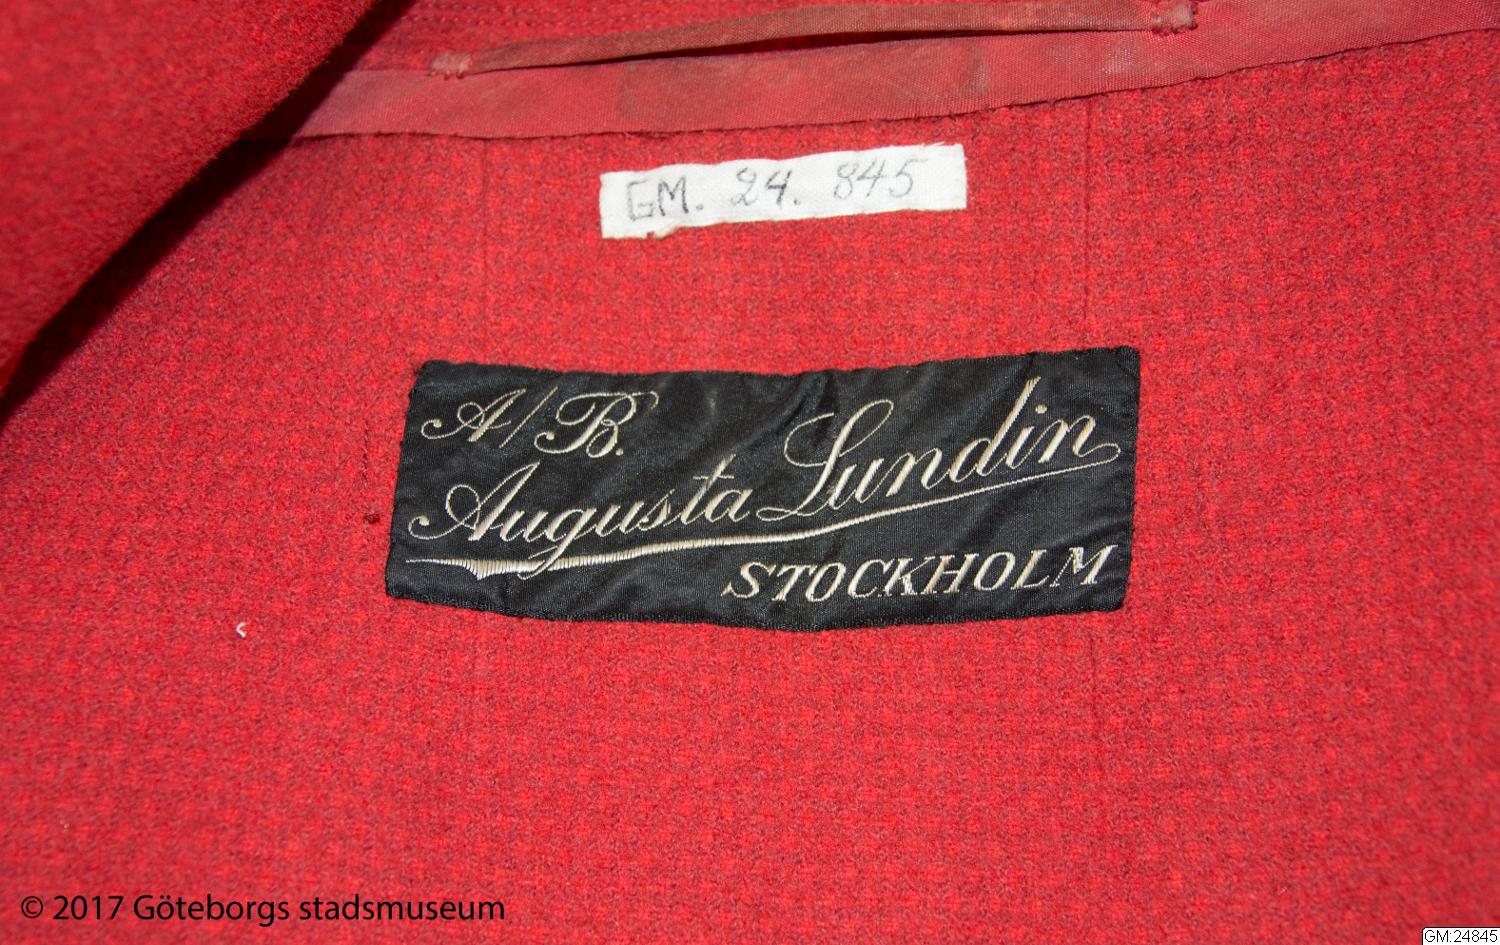 GM. 24. 845
A/B.
Augusta Lundin
STOCKHOLM
© 2017 Göteborgs stadsmuseum
GM:24845